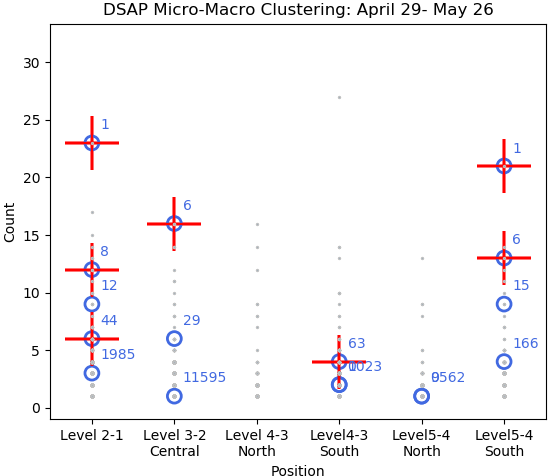 DSAP Micro-Macro Clustering: April 29- May 26
Count
30
25
20
15
10
5
0
1
8
12
44
1985
6
29
11595
63
1023
9562
1
6
15
166
Level 2-1
Level 3-2
Central
Level 4-3
North
Level4-3
South
Level5-4
North
Level5-4
South
Position